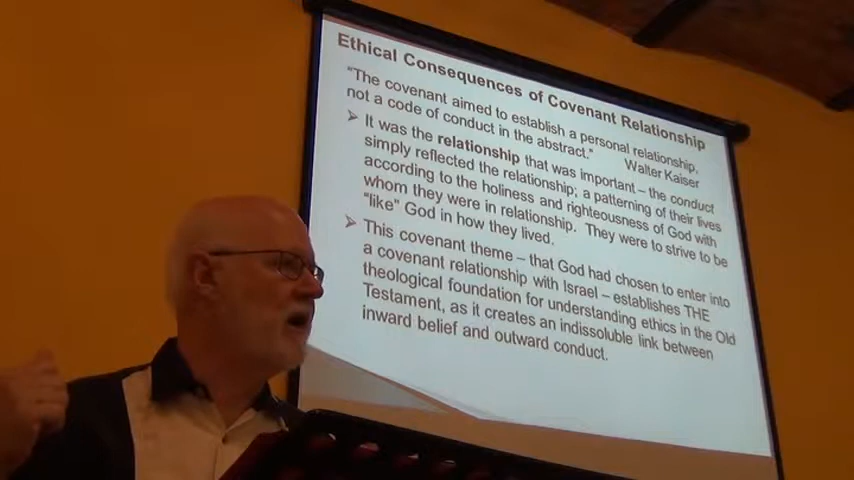 Ethical Consequences of Covenant Relationship
"The covenant aimed to establish a personal relationship,
not a code of conduct in the abstract."
Walter Kaiser
➢ It was the relationship that was important – the conduct
simply reflected the relationship; a patterning of their lives
according to the holiness and righteousness of God with
whom they were in relationship. They were to strive to be
"like" God in how they lived.
➢ This covenant theme – that God had chosen to enter into
a covenant relationship with Israel – establishes THE
theological foundation for understanding ethics in the Old
Testament, as it creates an indissoluble link between
inward belief and outward conduct.